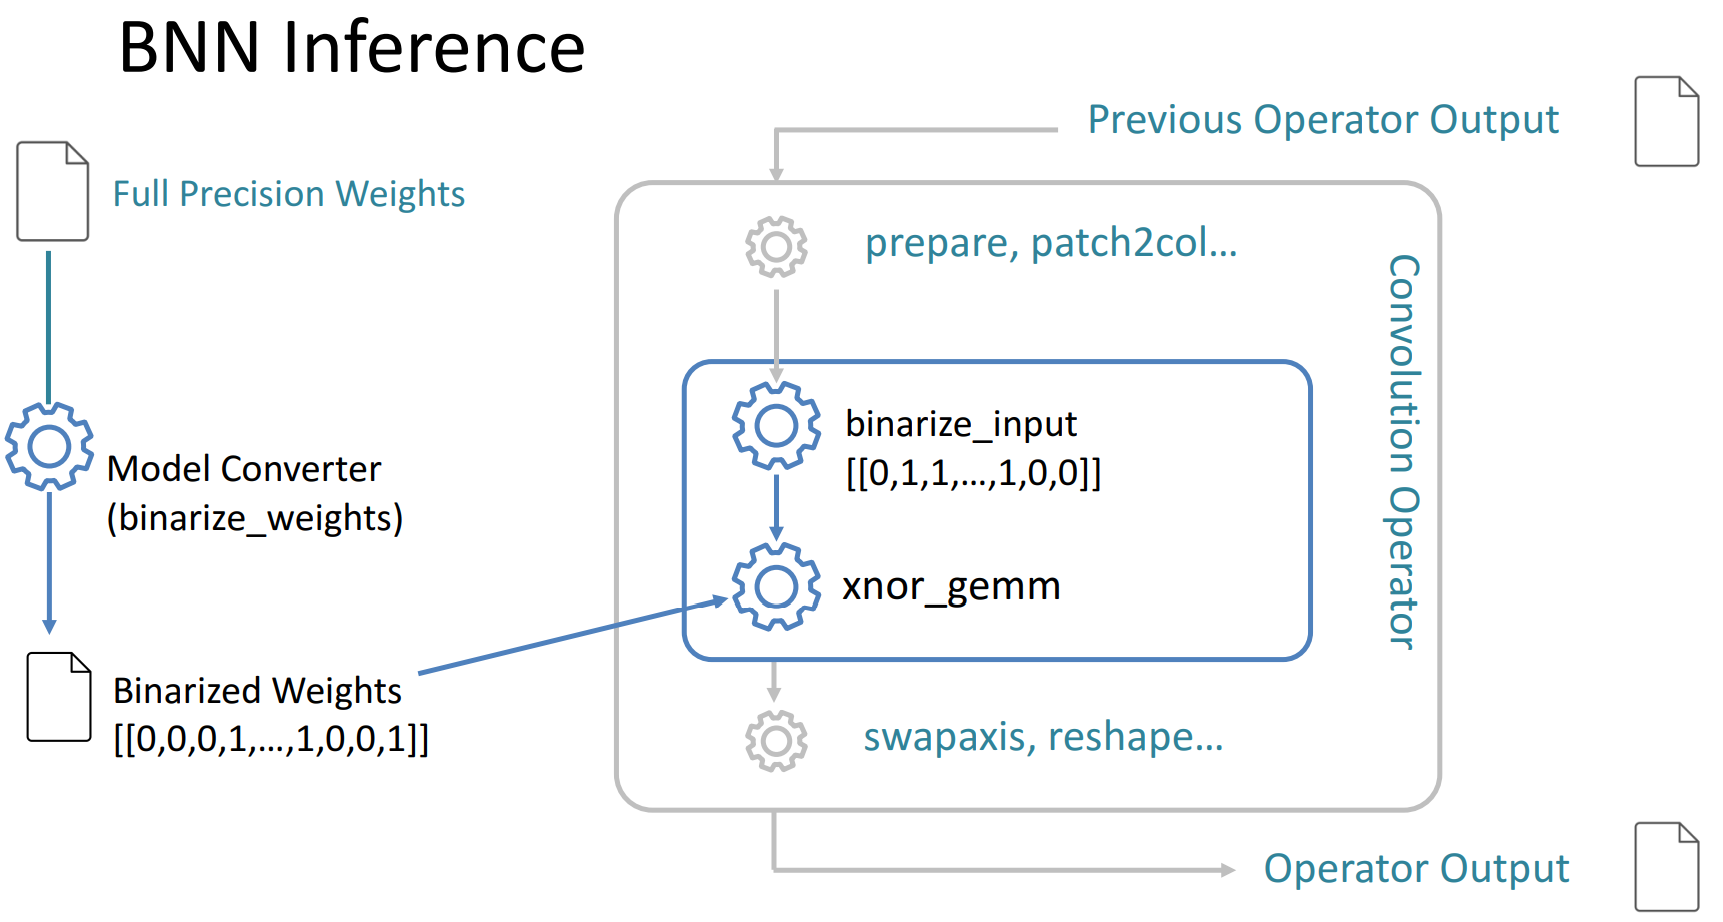 BNN Inference
Previous Operator Output
Full Precision Weights
prepare, patch2col...
Convolution Operator
binarize_input
[[0,1,1,...,1,0,0]]
Model Converter
(binarize_weights)
xnor_gemm
Binarized Weights
[[0,0,0,1,...,1,0,0,1]]
swapaxis, reshape...
Operator Output